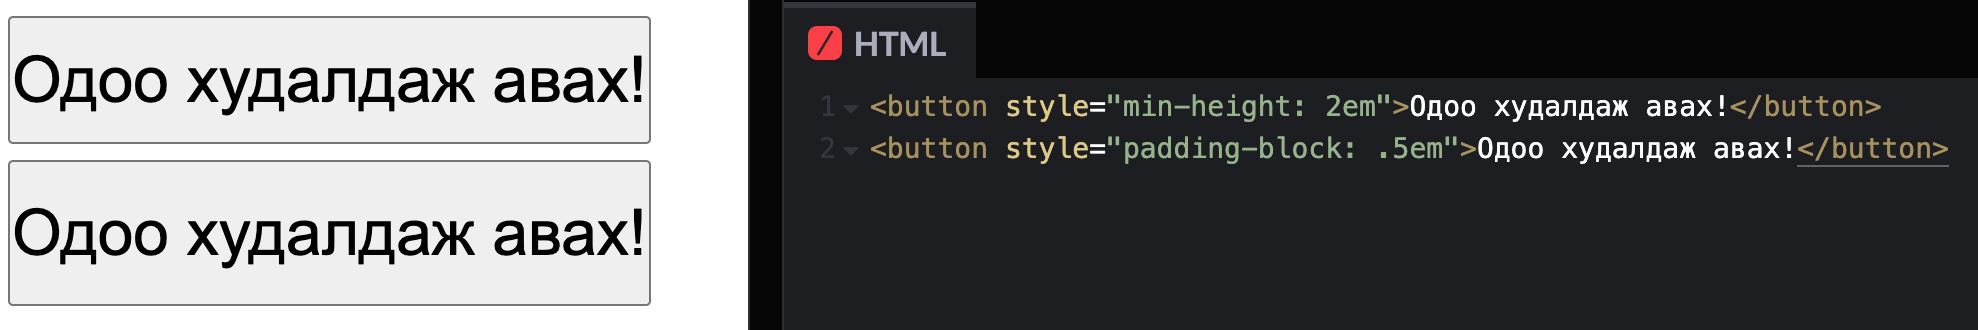 Одоо худалдаж авах!
Одоо худалдаж авах!
HTML
1 <button style="min-height: 2em">Одоо худалдаж авах!</button>
2 <button style="padding-block: .5em">Одоо худалдаж авах!</button>